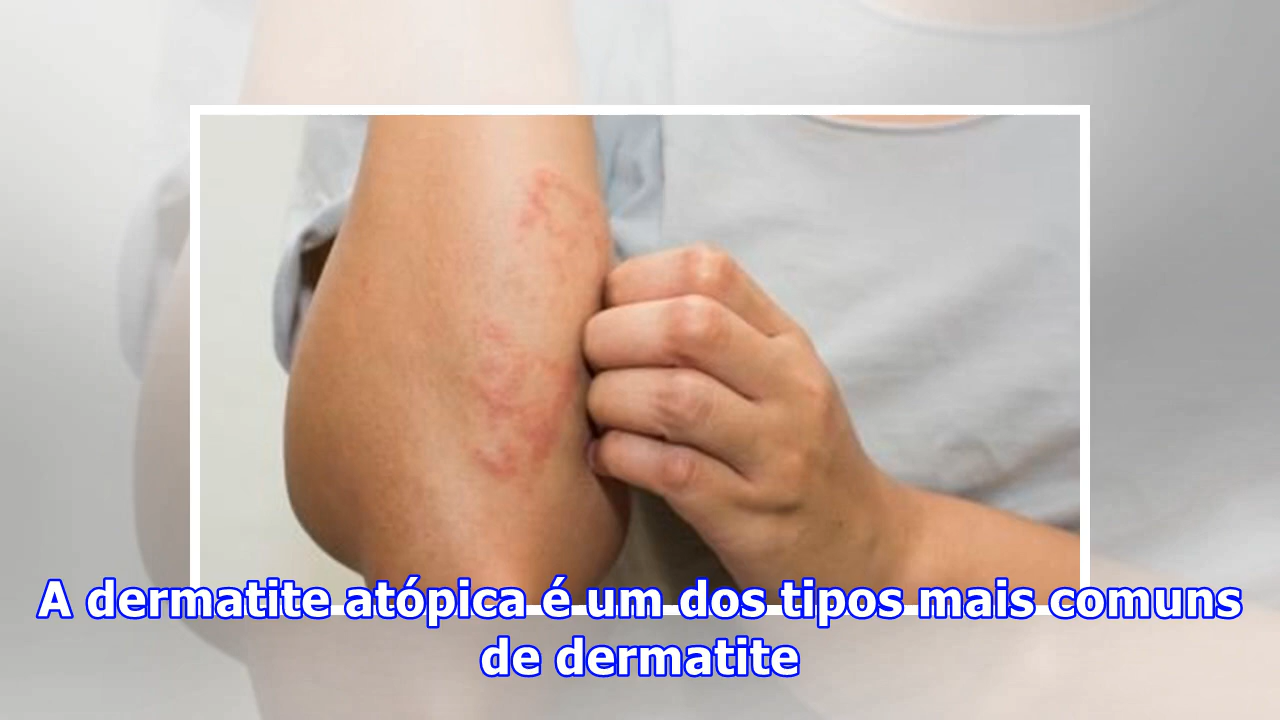 A dermatite atópica é um dos tipos mais comuns
de dermatite